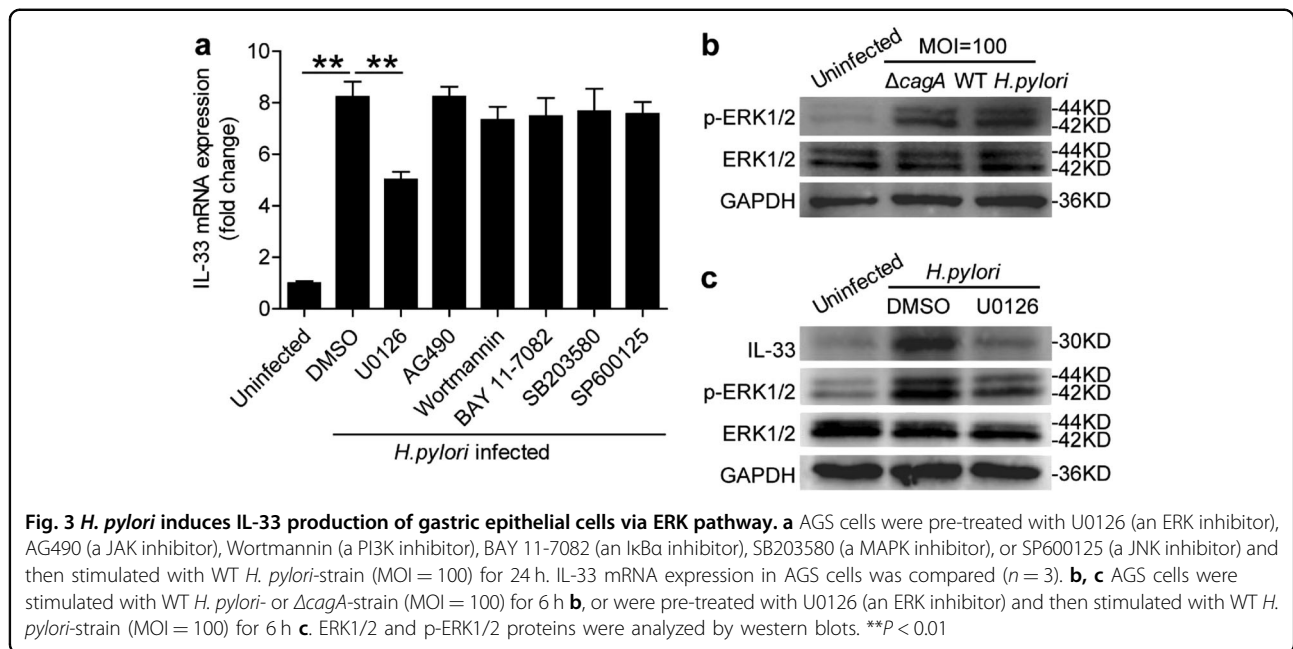 a
IL-33 mRNA expression
(fold change)
10
8
6
4
2
0
** **
Uninfected
DMSO
U0126
AG490
Wortmannin
BAY 11-7082
SB203580
SP600125
H.pylori infected
b
Uninfected
MOI=100
ΔcagA WT H.pylori
p-ERK1/2
-44KD
-42KD
ERK1/2
-44KD
-42KD
GAPDH
-36KD
c
Uninfected
H.pylori
DMSO U0126
IL-33
-30KD
p-ERK1/2
-44KD
-42KD
ERK1/2
-44KD
-42KD
GAPDH
-36KD
Fig. 3 H. pylori induces IL-33 production of gastric epithelial cells via ERK pathway. a AGS cells were pre-treated with U0126 (an ERK inhibitor),
AG490 (a JAK inhibitor), Wortmannin (a PI3K inhibitor), BAY 11-7082 (an IκBα inhibitor), SB203580 (a MAPK inhibitor), or SP600125 (a JNK inhibitor) and
then stimulated with WT H. pylori-strain (MOI = 100) for 24 h. IL-33 mRNA expression in AGS cells was compared (n = 3). b, c AGS cells were
stimulated with WT H. pylori- or ΔcagA-strain (MOI = 100) for 6 h b, or were pre-treated with U0126 (an ERK inhibitor) and then stimulated with WT H.
pylori-strain (MOI = 100) for 6 h c. ERK1/2 and p-ERK1/2 proteins were analyzed by western blots. **P < 0.01